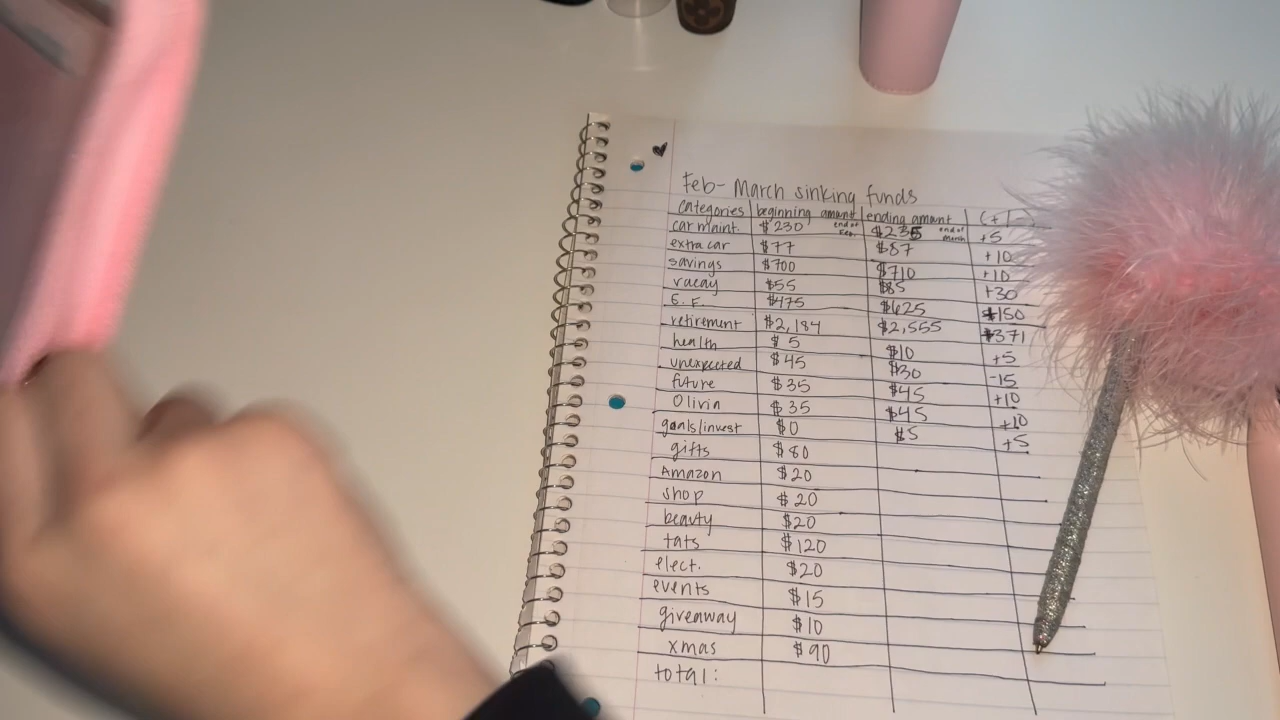 Feb- March sinking funds
categories beginning amount end of Feb. ending amount end of march (+/-)
car maint. $230 $235 +5
extra car $77 $87 +10
savings $700 $710 +10
vacay $55 $85 +30
E. F. $475 $625 +150
retirement $2,184 $2,555 $371
health $5 $10 +5
unexpected $45 $30 -15
future $35 $45 +10
Olivin $35 $45 +10
goals/invest $0 $5 +5
gifts $80
Amazon $20
shop $20
beauty $20
tats $120
elect. $20
events $15
giveaway $10
xmas $90
total: